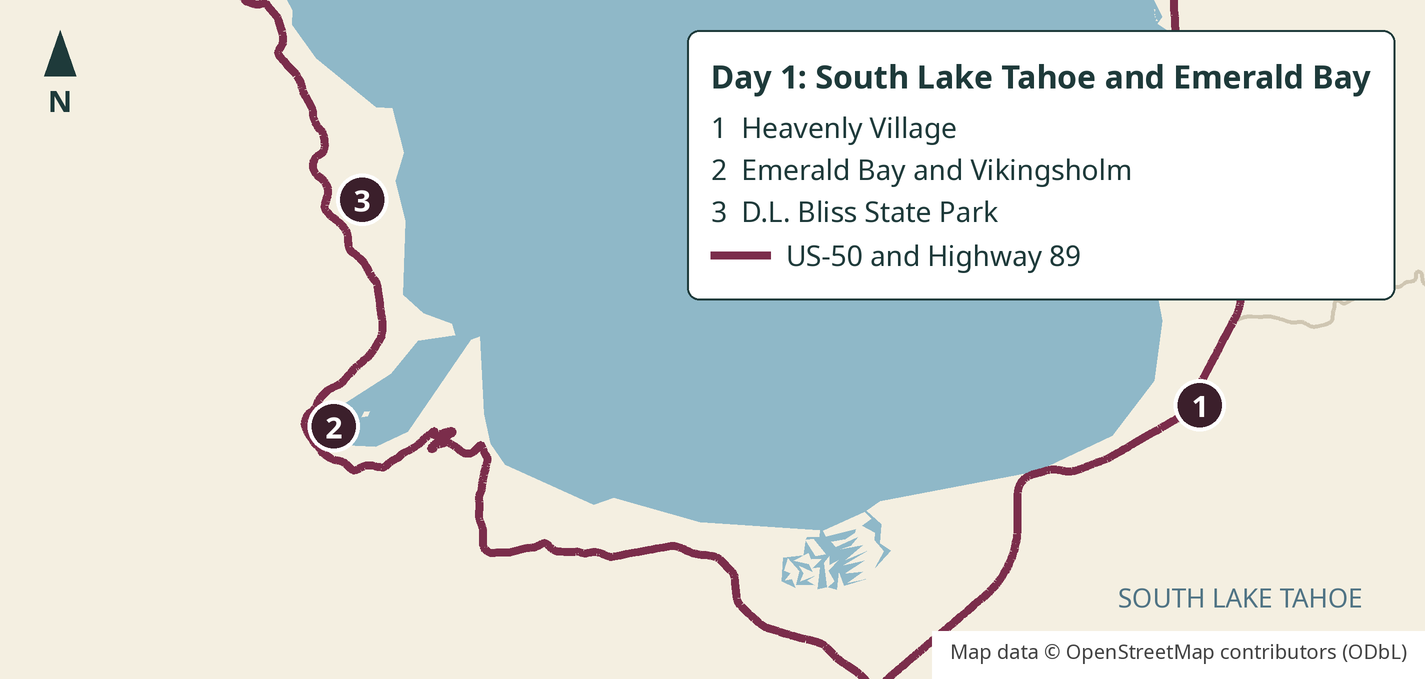 N
Day 1: South Lake Tahoe and Emerald Bay
1 Heavenly Village
2 Emerald Bay and Vikingsholm
3 D.L. Bliss State Park
US-50 and Highway 89
3
2
1
SOUTH LAKE TAHOE
Map data © OpenStreetMap contributors (ODbL)